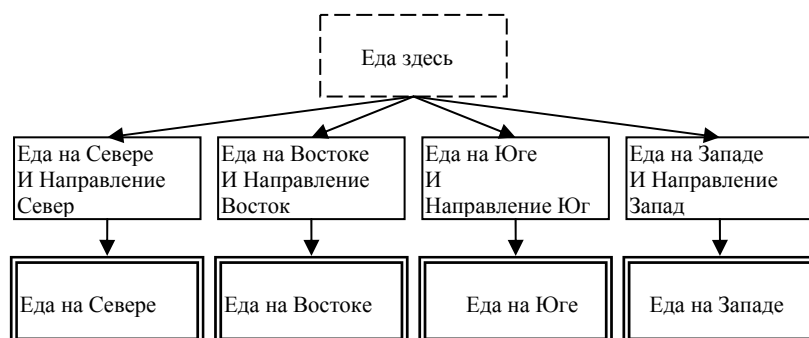 Еда здесь
Еда на Севере
И Направление
Север
Еда на Востоке
И Направление
Восток
Еда на Юге
И
Направление Юг
Еда на Западе
И Направление
Запад
Еда на Севере
Еда на Востоке
Еда на Юге
Еда на Западе